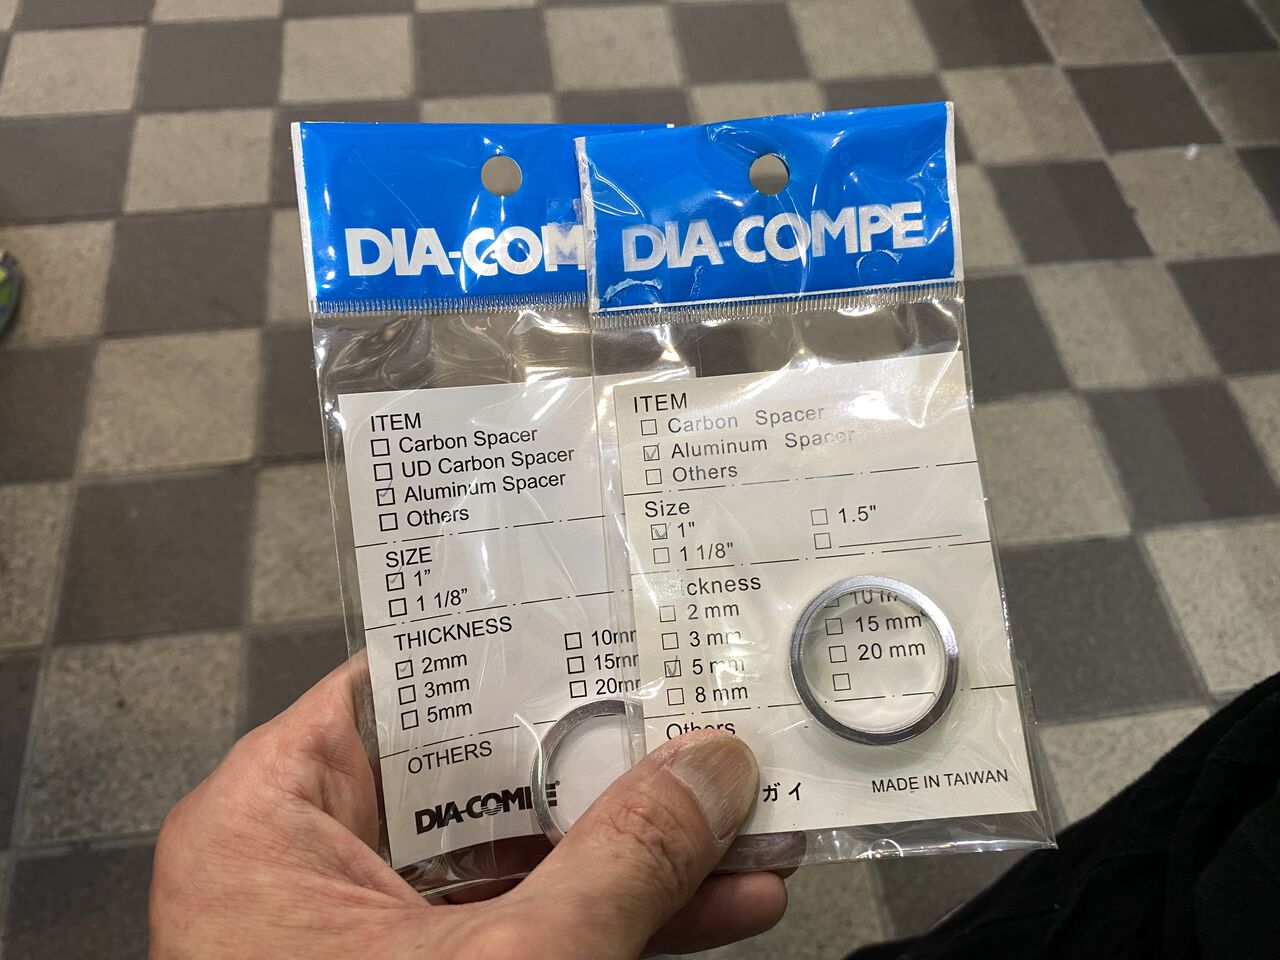 DIA-COM
ITEM
Carbon Spacer
UD Carbon Spacer
Aluminum Spacer
Others
SIZE
1"
1 1/8"
THICKNESS
2mm
3mm
5mm
10mm
15mm
20mm
OTHERS
DIA-COMPE®
DIA-COMPE
ITEM
Carbon Spacer
Aluminum Spacer
Others
Size
1"
1 1/8"
1.5"
Thickness
2 mm
3 mm
5 mm
8 mm
10 m
15 mm
20 mm
Others
ガイ
MADE IN TAIWAN